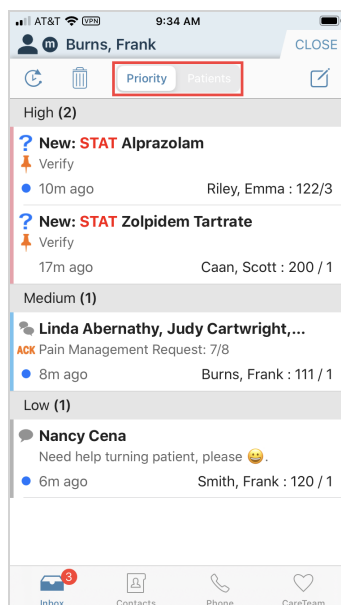 AT&T VPN 9:34 AM
m Burns, Frank CLOSE
Priority Patients
High (2)
? New: STAT Alprazolam
Verify
10m ago Riley, Emma : 122/3
? New: STAT Zolpidem Tartrate
Verify
17m ago Caan, Scott : 200 / 1
Medium (1)
Linda Abernathy, Judy Cartwright,...
ACK Pain Management Request: 7/8
8m ago Burns, Frank : 111 / 1
Low (1)
Nancy Cena
Need help turning patient, please 😀.
6m ago Smith, Frank : 120 / 1
3
Inbox Contacts Phone CareTeam